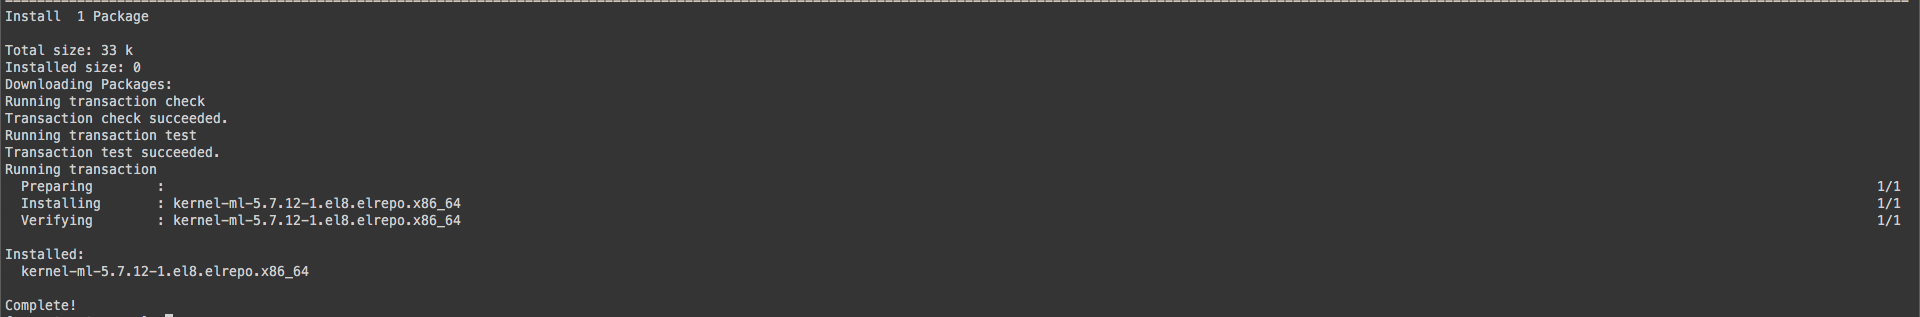 Install  1 Package
Total size: 33 k
Installed size: 0
Downloading Packages:
Running transaction check
Transaction check succeeded.
Running transaction test
Transaction test succeeded.
Running transaction
  Preparing        :                                                                 1/1
  Installing       : kernel-ml-5.7.12-1.el8.elrepo.x86_64                            1/1
  Verifying        : kernel-ml-5.7.12-1.el8.elrepo.x86_64                            1/1
Installed:
  kernel-ml-5.7.12-1.el8.elrepo.x86_64
Complete!